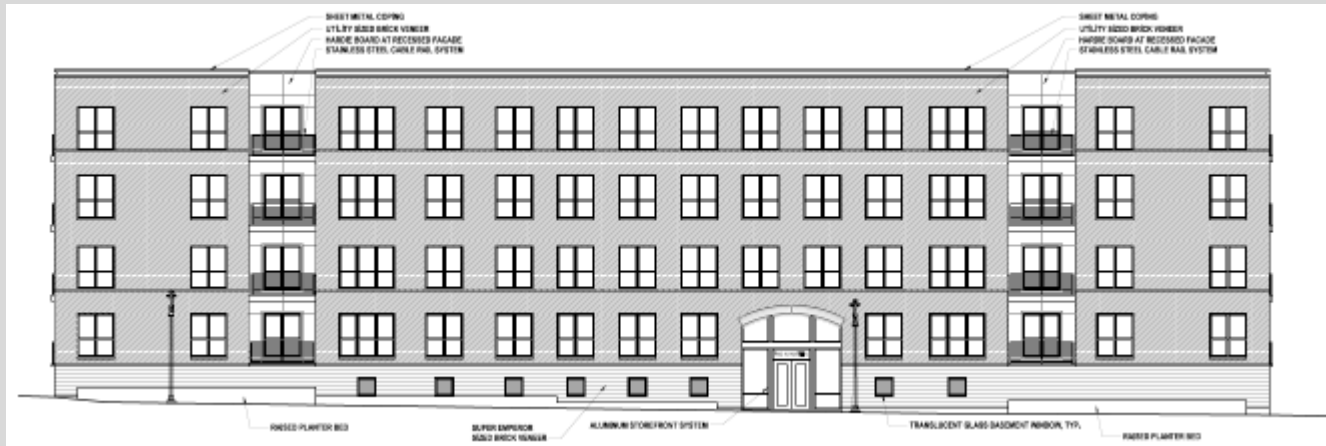 SHEET METAL COPING
UTILITY SIZED BRICK VENEER
HARDIE BOARD AT RECESSED FACADE
STAINLESS STEEL CABLE RAIL SYSTEM
SHEET METAL COPING
UTILITY SIZED BRICK VENEER
HARDIE BOARD AT RECESSED FACADE
STAINLESS STEEL CABLE RAIL SYSTEM
RAISED PLANTER BED
SUPER EMPEROR
SIZED BRICK VENEER
ALUMINUM STOREFRONT SYSTEM
TRANSLUCENT GLASS BASEMENT WINDOW, TYP.
RAISED PLANTER BED